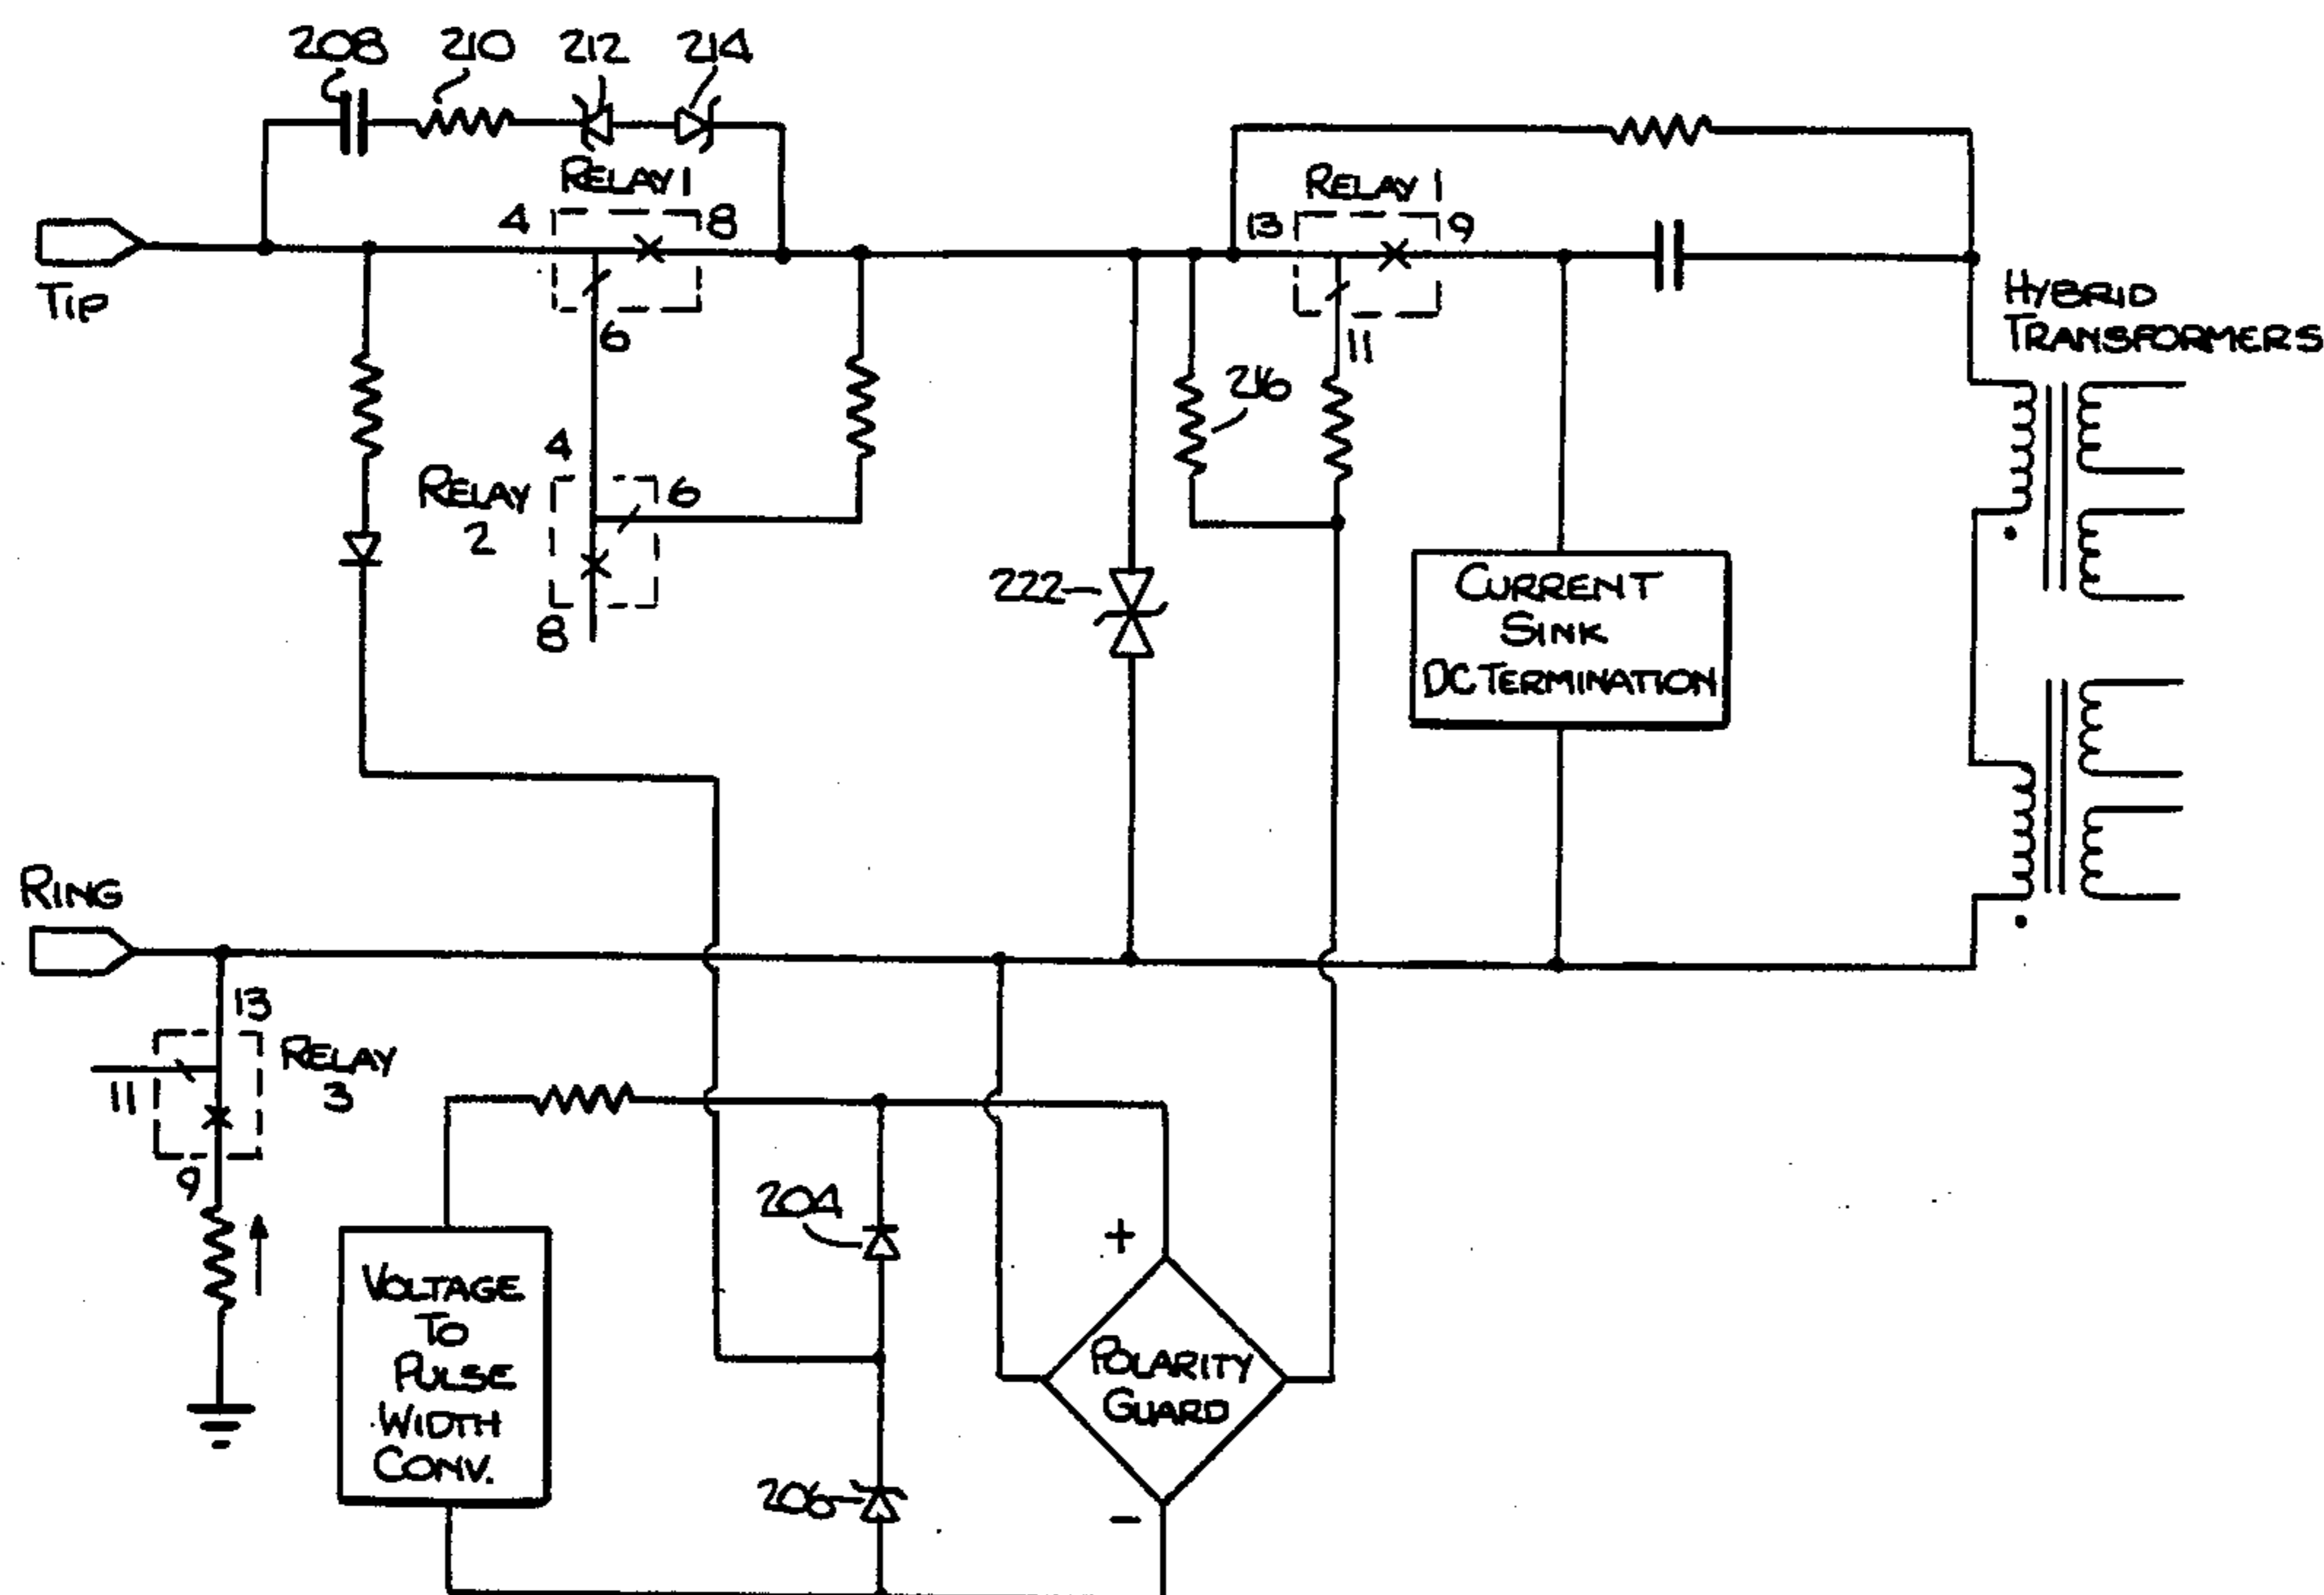 208 210 212 214
RELAY 1
4 8
6
TIP
RELAY 1
13 9
11
HYBRID
TRANSFORMERS
216
4
RELAY
2
6
8
222
CURRENT
SINK
DC TERMINATION
RING
13
RELAY
3
11
9
204
+
VOLTAGE
TO
PULSE
WIDTH
CONV.
POLARITY
GUARD
206
-